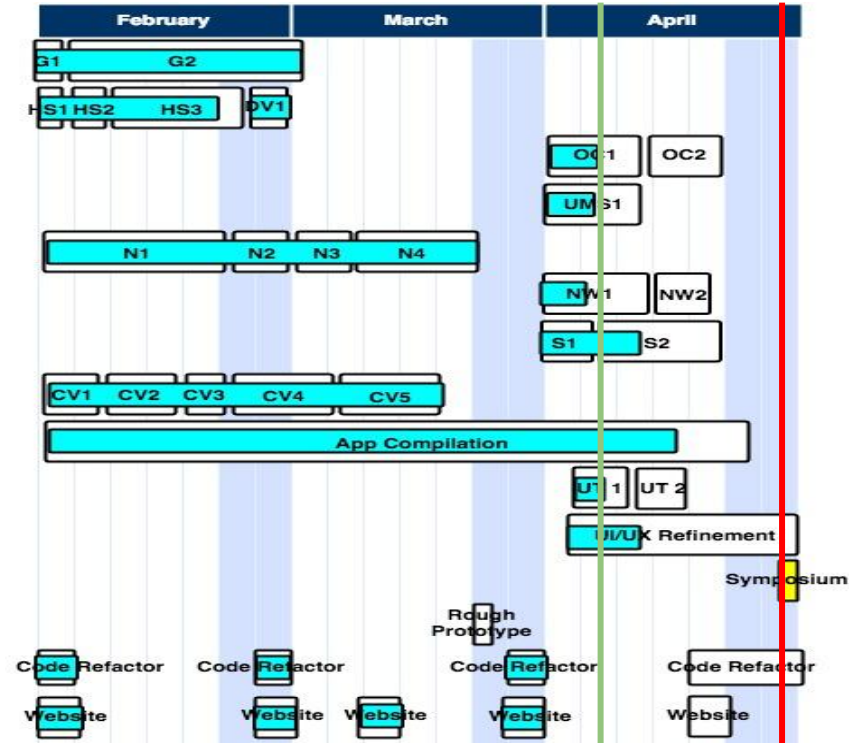 February March April
G1 G2
HS1 HS2 HS3 DV1
OC1 OC2
UMS1
N1 N2 N3 N4
NW1 NW2
S1 S2
CV1 CV2 CV3 CV4 CV5
App Compilation
UT 1 UT 2
UI/UX Refinement
Symposium
Rough
Prototype
Code Refactor Code Refactor Code Refactor Code Refactor
Website Website Website Website Website